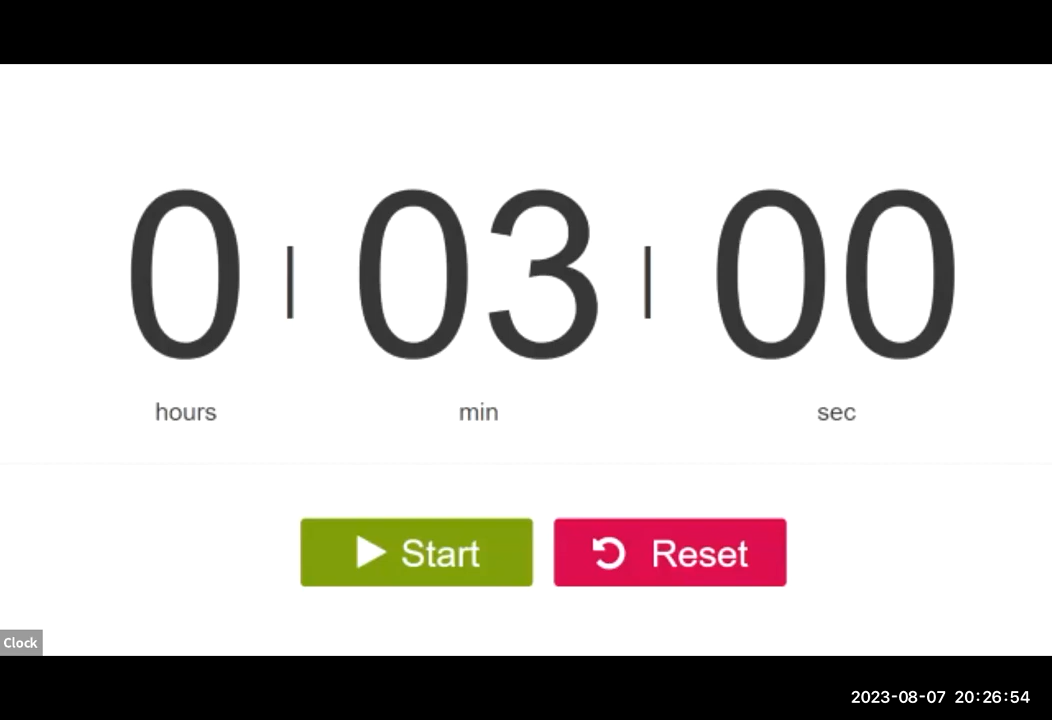 0 | 03 | 00
hours min sec
Start Reset
Clock
2023-08-07 20:26:54